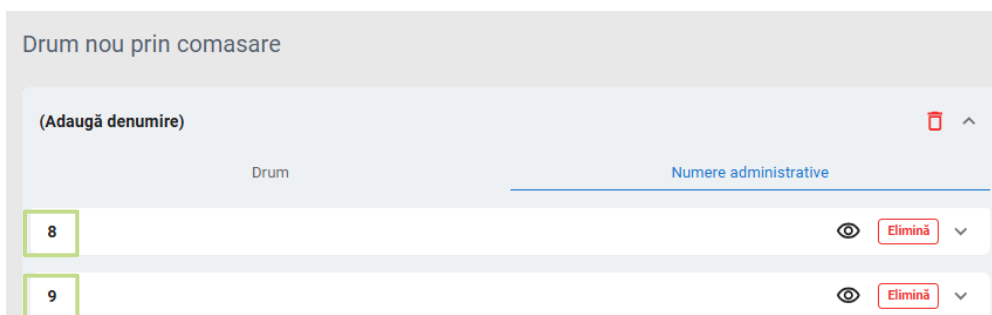 Drum nou prin comasare
(Adaugă denumire)
Drum Numere administrative
8 Elimină
9 Elimină